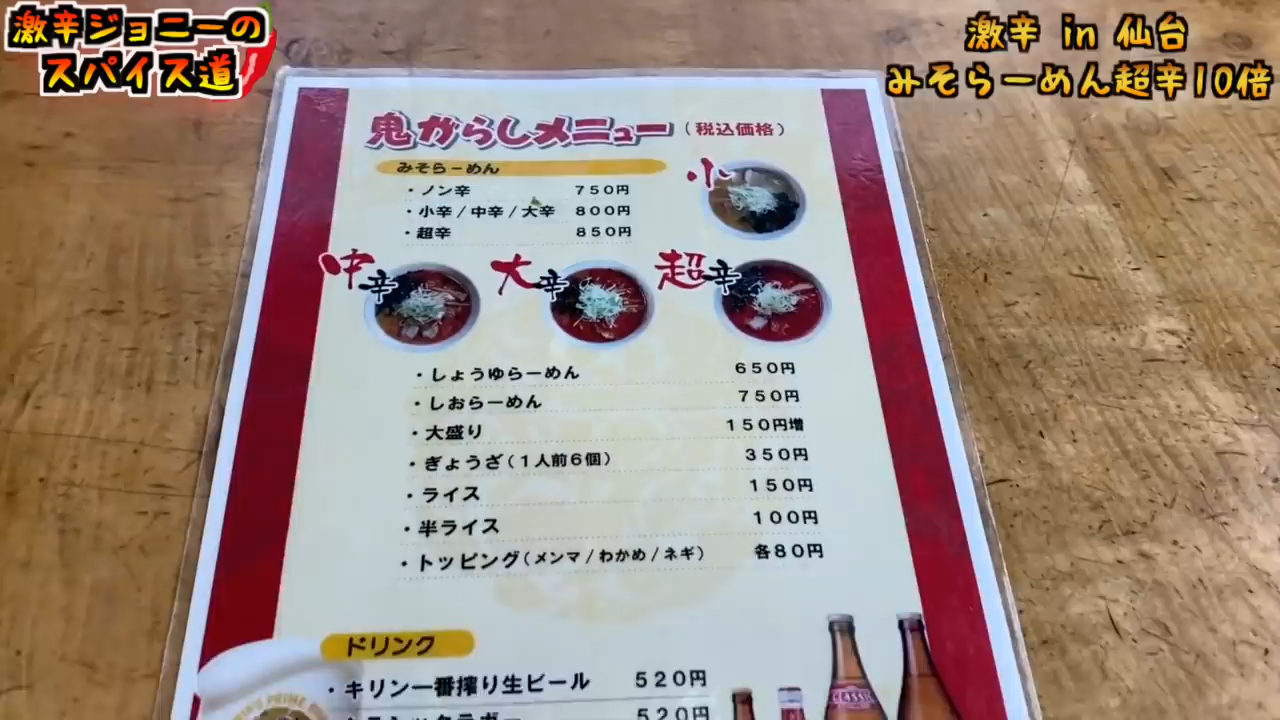 激辛ジョニーの
スパイス道
激辛 in 仙台
みそらーめん超辛10倍
鬼がらしメニュー(税込価格)
みそらーめん
・ノン辛 750円
・小辛/中辛/大辛 800円
・超辛 850円
小
中辛
大辛
超辛
・しょうゆらーめん 650円
・しおらーめん 750円
・大盛り 150円増
・ぎょうざ(1人前6個) 350円
・ライス 150円
・半ライス 100円
・トッピング(メンマ/わかめ/ネギ) 各80円
ドリンク
・キリン一番搾り生ビール 520円
520円
CLASSIC